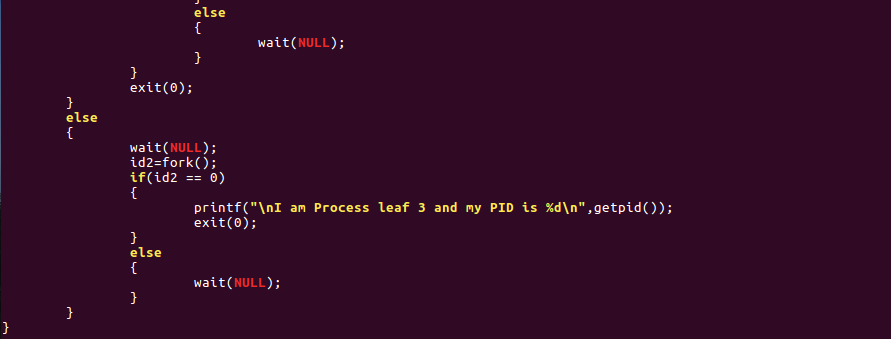 }
else
{
wait(NULL);
}
}
exit(0);
}
else
{
wait(NULL);
id2=fork();
if(id2 == 0)
{
printf("\nI am Process leaf 3 and my PID is %d\n",getpid());
exit(0);
}
else
{
wait(NULL);
}
}
}